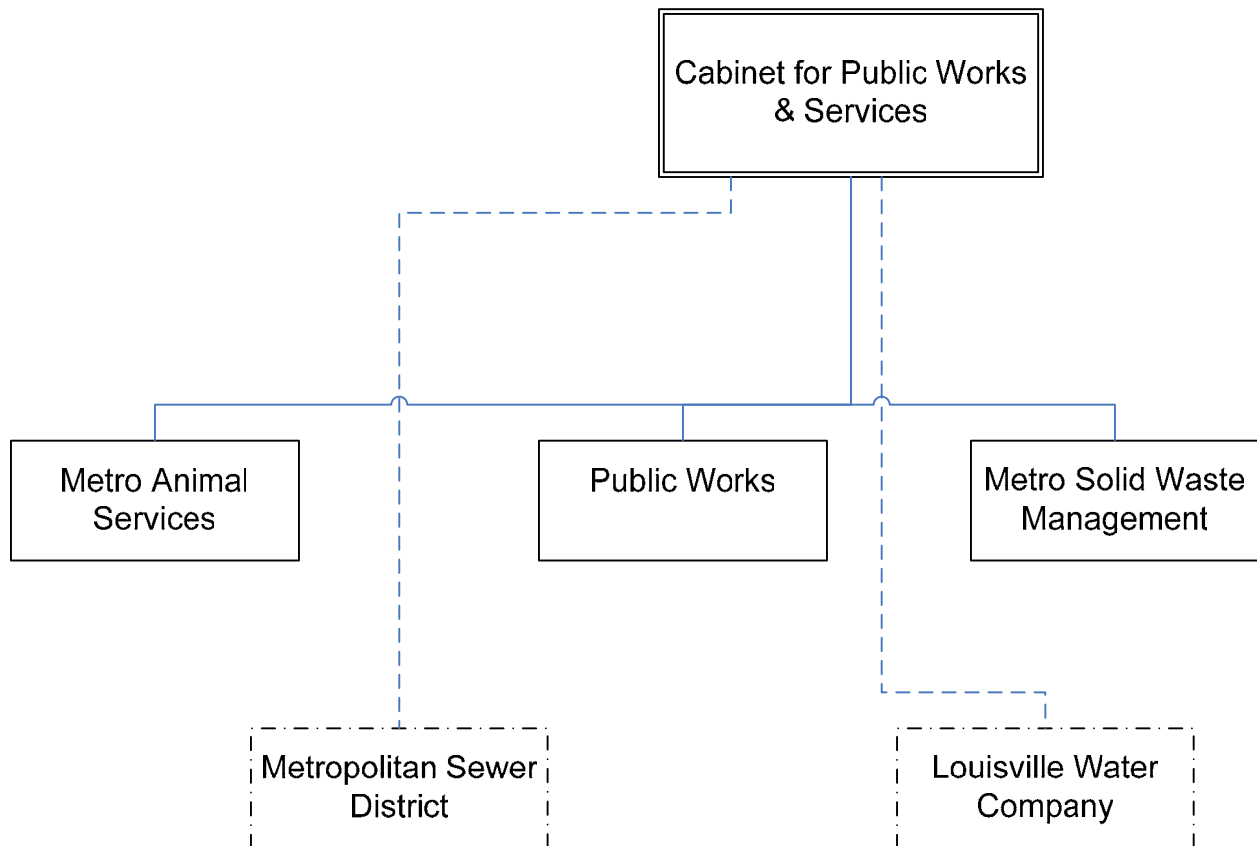 Cabinet for Public Works
& Services
Metro Animal
Services
Public Works
Metro Solid Waste
Management
Metropolitan Sewer
District
Louisville Water
Company